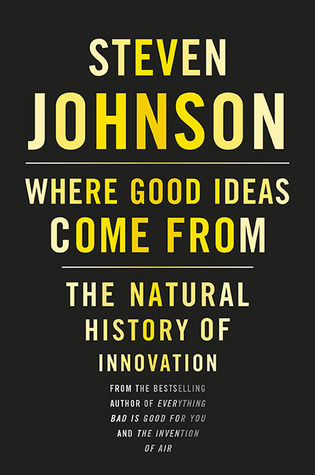 STEVEN
JOHNSON
WHERE GOOD IDEAS
COME FROM
THE NATURAL
HISTORY OF
INNOVATION
FROM THE BESTSELLING
AUTHOR OF EVERYTHING
BAD IS GOOD FOR YOU
AND THE INVENTION
OF AIR